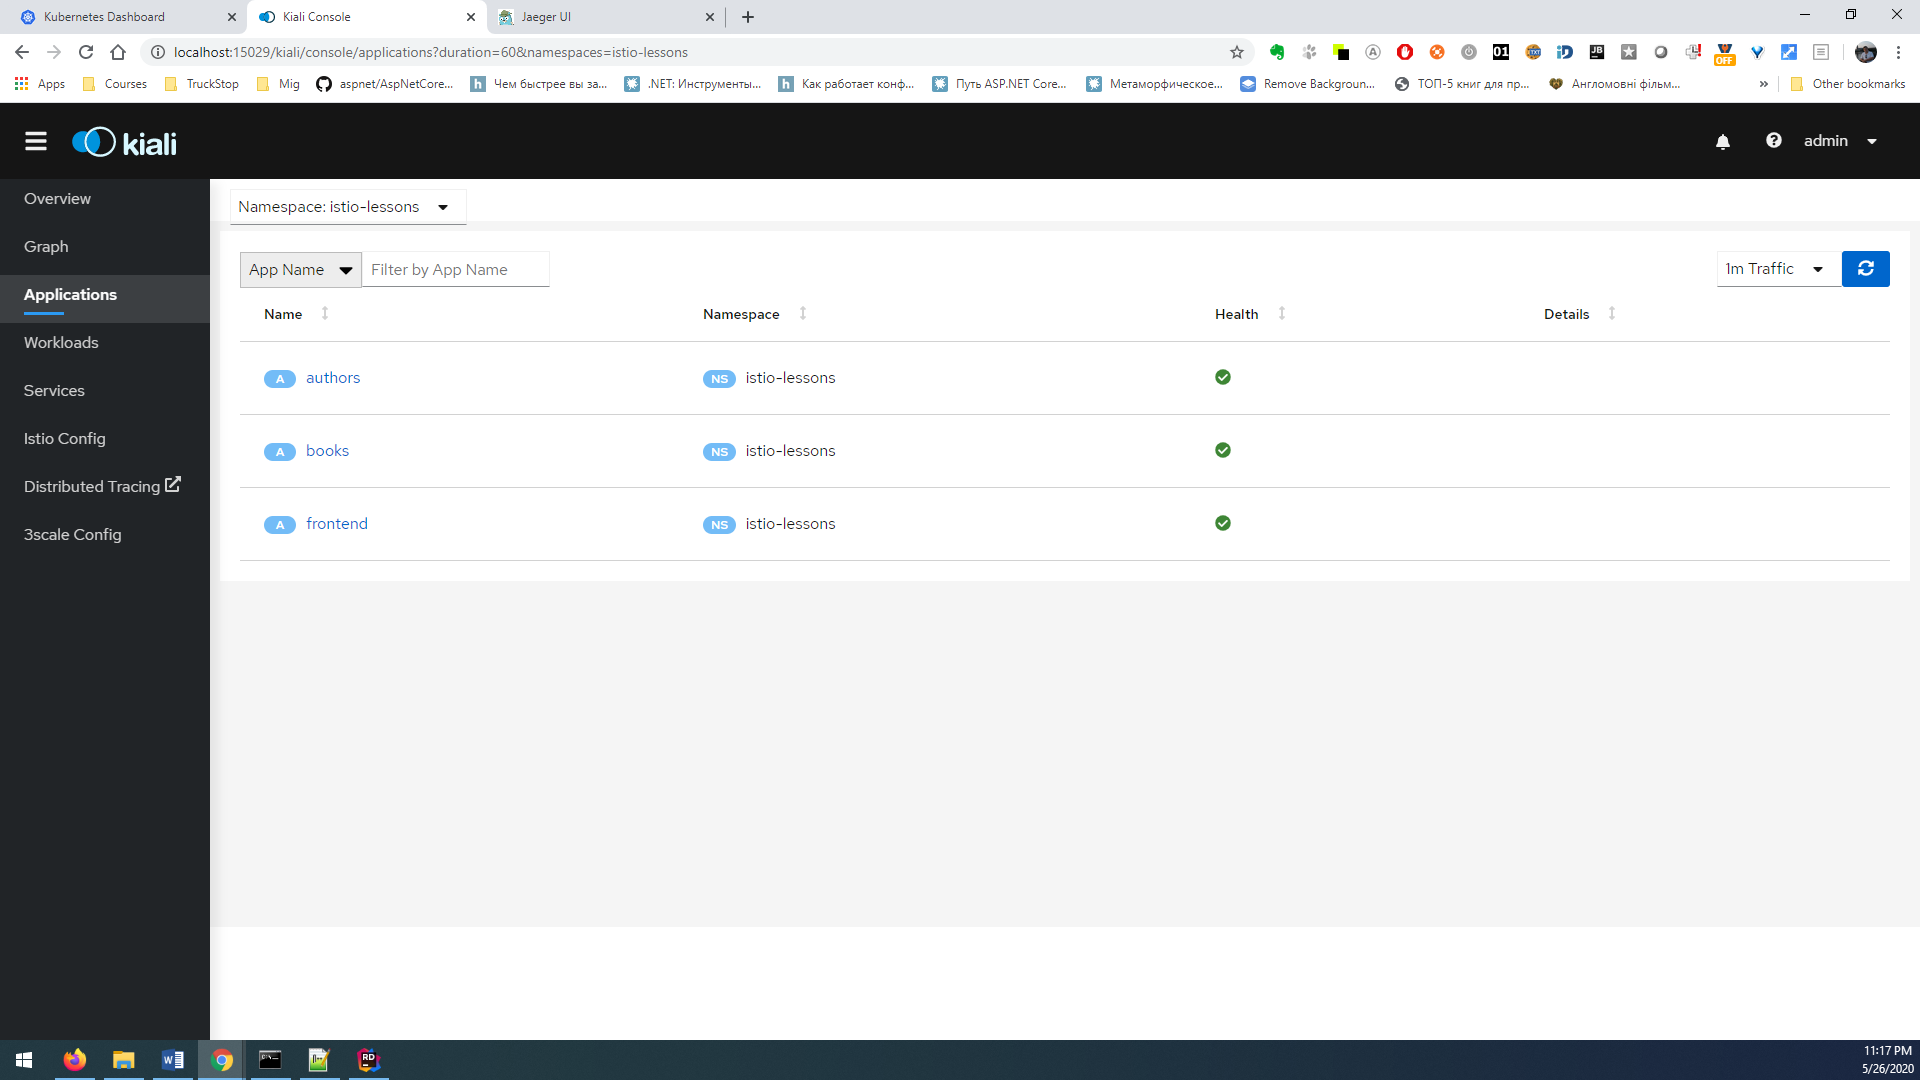 Kubernetes Dashboard
Kiali Console
Jaeger UI
localhost:15029/kiali/console/applications?duration=60&namespaces=istio-lessons
Apps
Courses
TruckStop
Mig
aspnet/AspNetCore...
Чем быстрее вы за...
.NET: Инструменты...
Как работает конф...
Путь ASP.NET Core...
Метаморфическое...
Remove Backgroun...
ТОП-5 книг для пр...
Англомовні фільм...
»
Other bookmarks
kiali
admin
Overview
Graph
Applications
Workloads
Services
Istio Config
Distributed Tracing
3scale Config
Namespace: istio-lessons
App Name
Filter by App Name
1m Traffic
Name Namespace Health Details
A authors NS istio-lessons
A books NS istio-lessons
A frontend NS istio-lessons
11:17 PM
5/26/2020